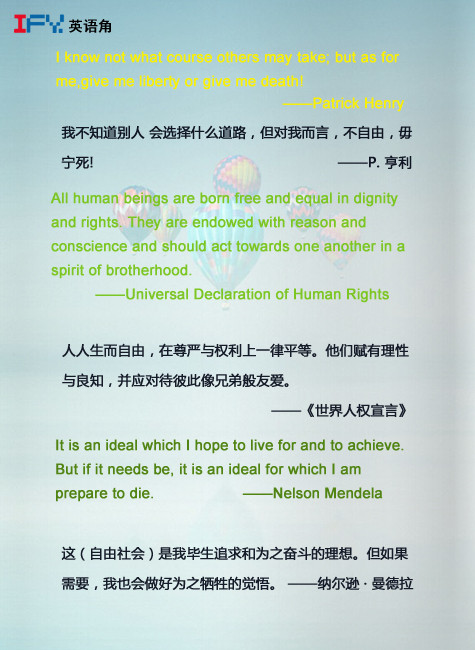 IFY. 英语角
I know not what course others may take; but as for
me,give me liberty or give me death!
——Patrick Henry
我不知道别人 会选择什么道路，但对我而言，不自由，毋
宁死! ——P. 亨利
All human beings are born free and equal in dignity
and rights. They are endowed with reason and
conscience and should act towards one another in a
spirit of brotherhood.
——Universal Declaration of Human Rights
人人生而自由，在尊严与权利上一律平等。他们赋有理性
与良知，并应对待彼此像兄弟般友爱。
——《世界人权宣言》
It is an ideal which I hope to live for and to achieve.
But if it needs be, it is an ideal for which I am
prepare to die. ——Nelson Mendela
这（自由社会）是我毕生追求和为之奋斗的理想。但如果
需要，我也会做好为之牺牲的觉悟。 ——纳尔逊 · 曼德拉